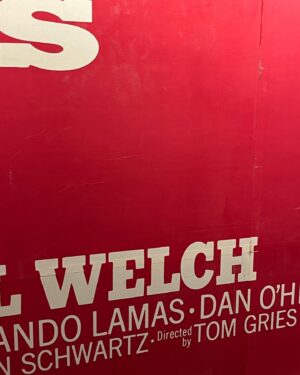 S
L WELCH
ANDO LAMAS · DAN O'H
N SCHWARTZ · Directed by TOM GRIES